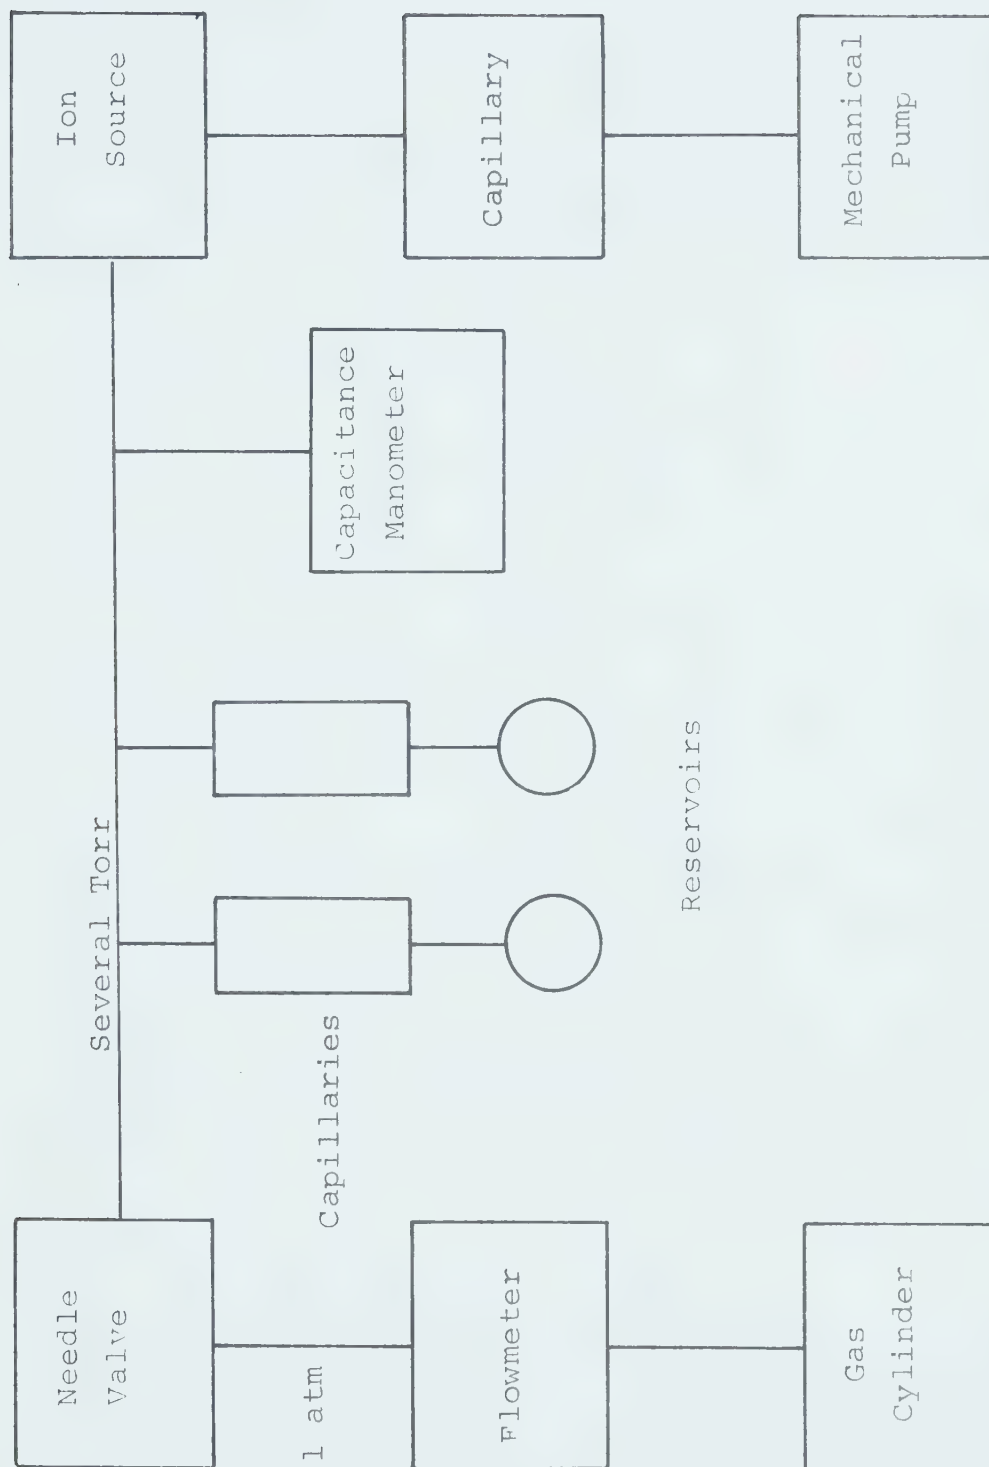 Needle
Valve
Several Torr
Ion
Source
1 atm
Capillaries
Capacitance
Manometer
Flowmeter
Capillary
Reservoirs
Gas
Cylinder
Mechanical
Pump